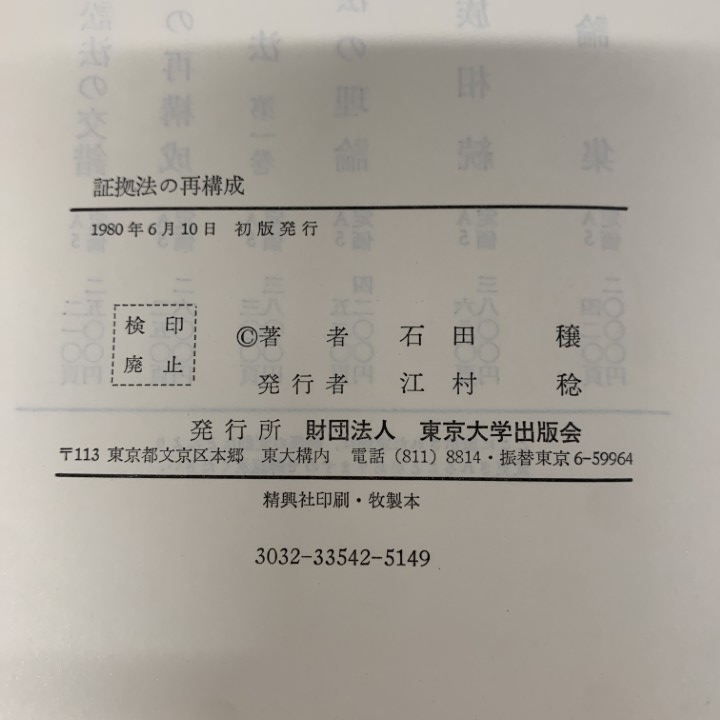 証拠法の再構成
1980年6月10日 初版発行
検印
廃止
©著者 石田 穣
発行者 江村 稔
発行所 財団法人 東京大学出版会
〒113 東京都文京区本郷 東大構内 電話（811）8814・振替東京6-59964
精興社印刷・牧製本
3032-33542-5149